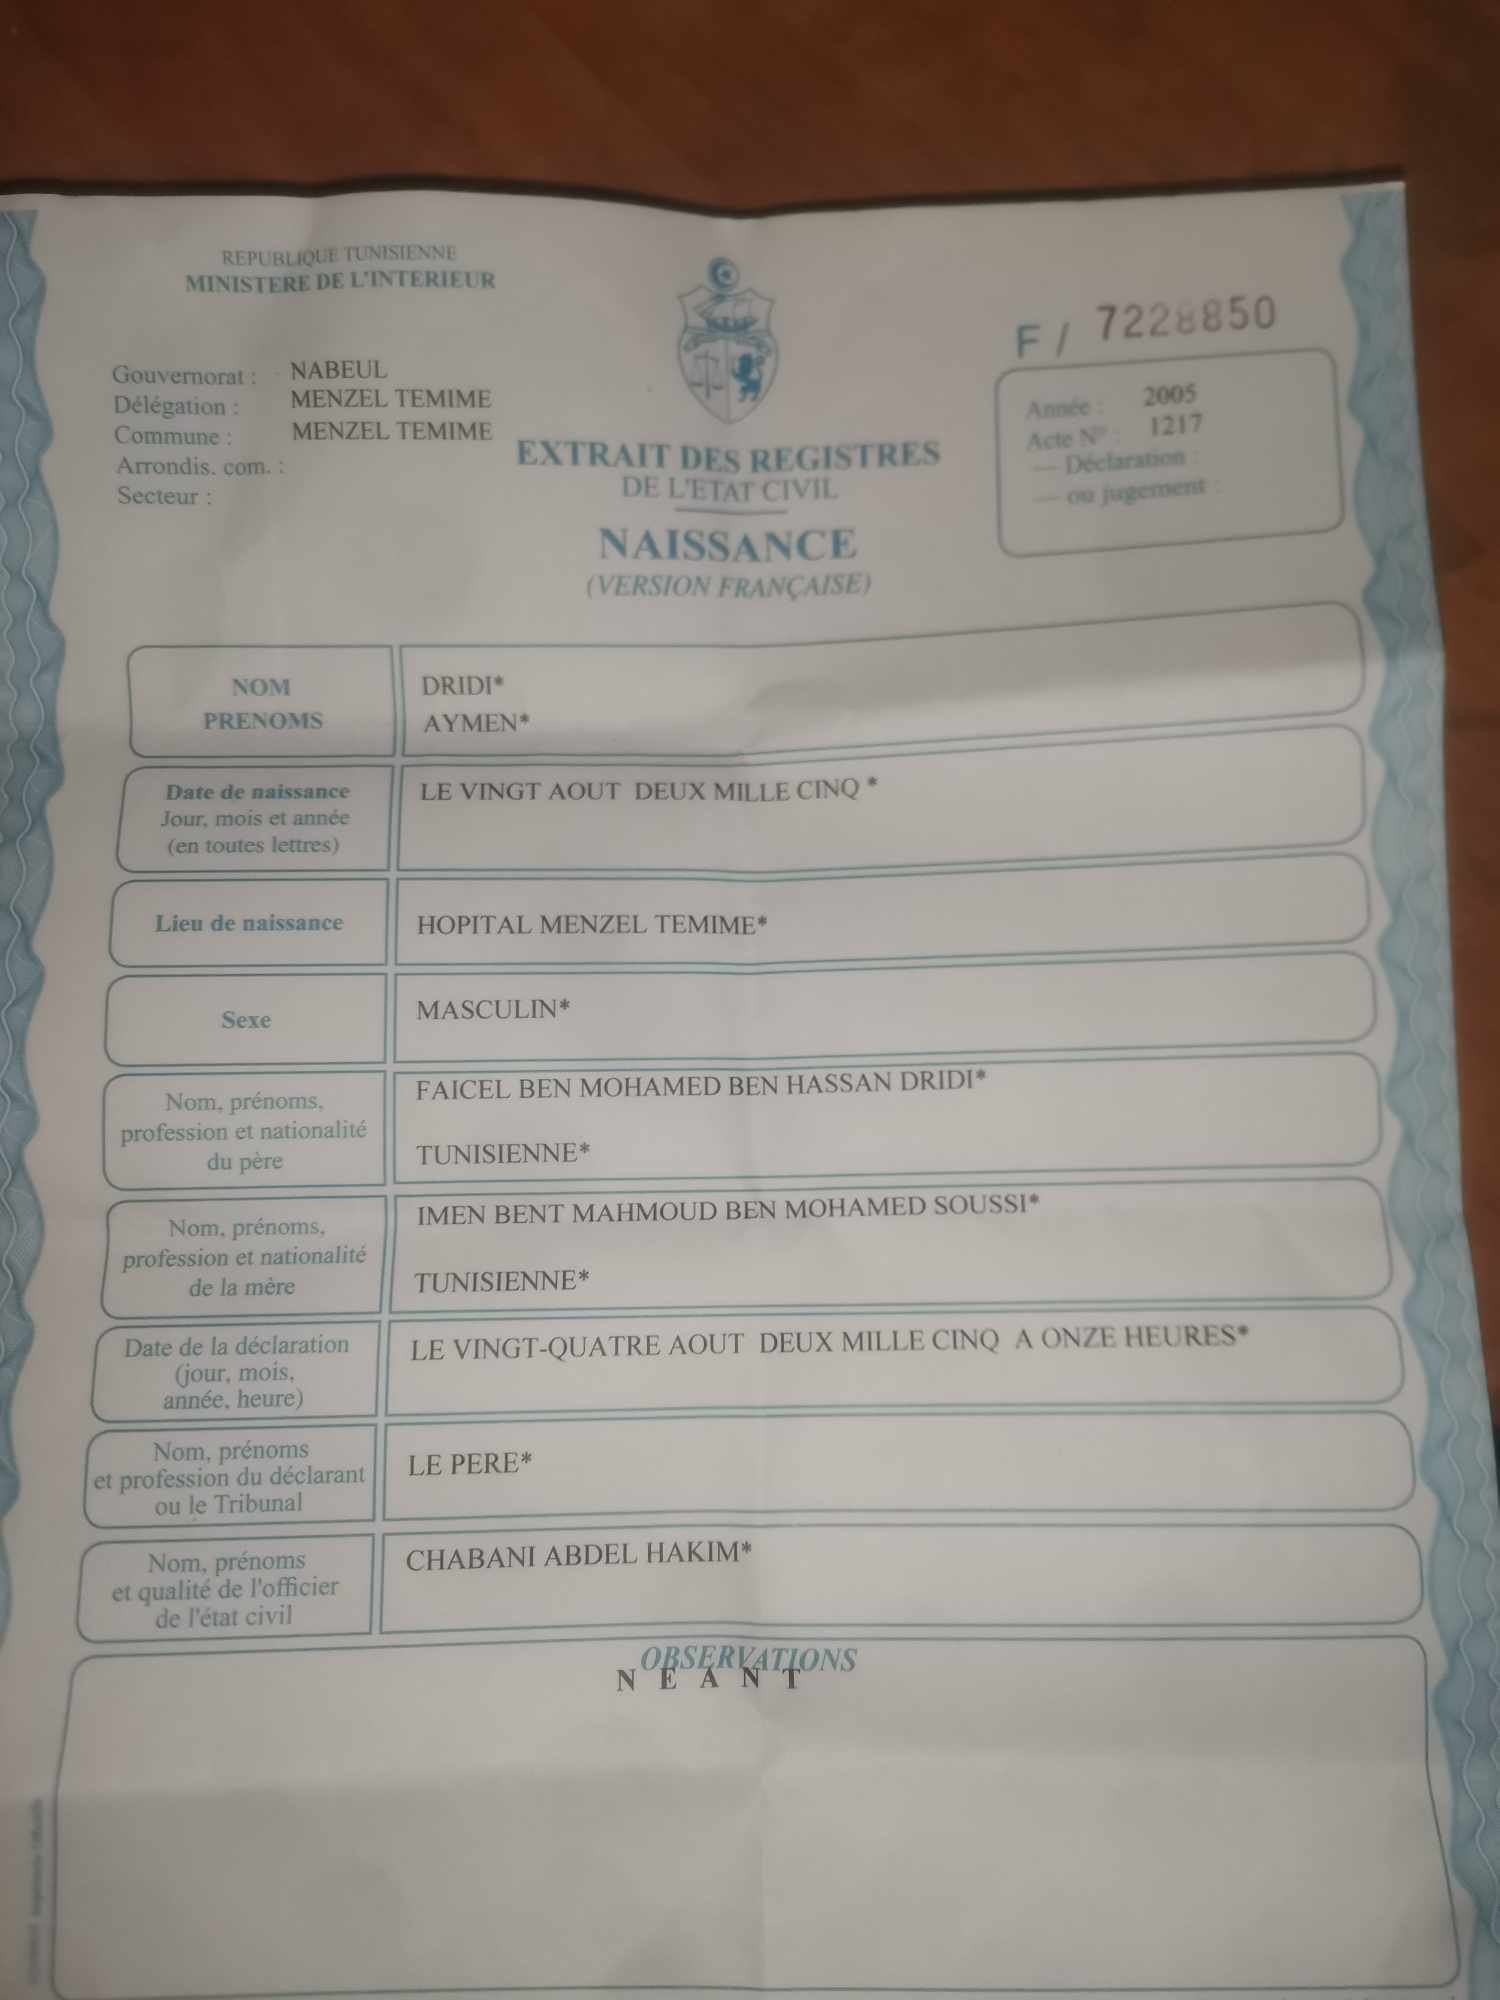 REPUBLIQUE TUNISIENNE
MINISTERE DE L'INTERIEUR
Gouvernorat : NABEUL
Délégation : MENZEL TEMIME
Commune : MENZEL TEMIME
Arrondis. com. :
Secteur :
F / 7228850
Année : 2005
Acte N° : 1217
— Déclaration :
— ou jugement :
EXTRAIT DES REGISTRES
DE L'ETAT CIVIL
NAISSANCE
(VERSION FRANÇAISE)
NOM DRIDI*
PRENOMS AYMEN*
Date de naissance
Jour, mois et année
(en toutes lettres)
LE VINGT AOUT DEUX MILLE CINQ *
Lieu de naissance
HOPITAL MENZEL TEMIME*
Sexe
MASCULIN*
Nom, prénoms,
profession et nationalité
du père
FAICEL BEN MOHAMED BEN HASSAN DRIDI*
TUNISIENNE*
Nom, prénoms,
profession et nationalité
de la mère
IMEN BENT MAHMOUD BEN MOHAMED SOUSSI*
TUNISIENNE*
Date de la déclaration
(jour, mois,
année, heure)
LE VINGT-QUATRE AOUT DEUX MILLE CINQ A ONZE HEURES*
Nom, prénoms
et profession du déclarant
ou le Tribunal
LE PERE*
Nom, prénoms
et qualité de l'officier
de l'état civil
CHABANI ABDEL HAKIM*
OBSERVATIONS
N E A N T